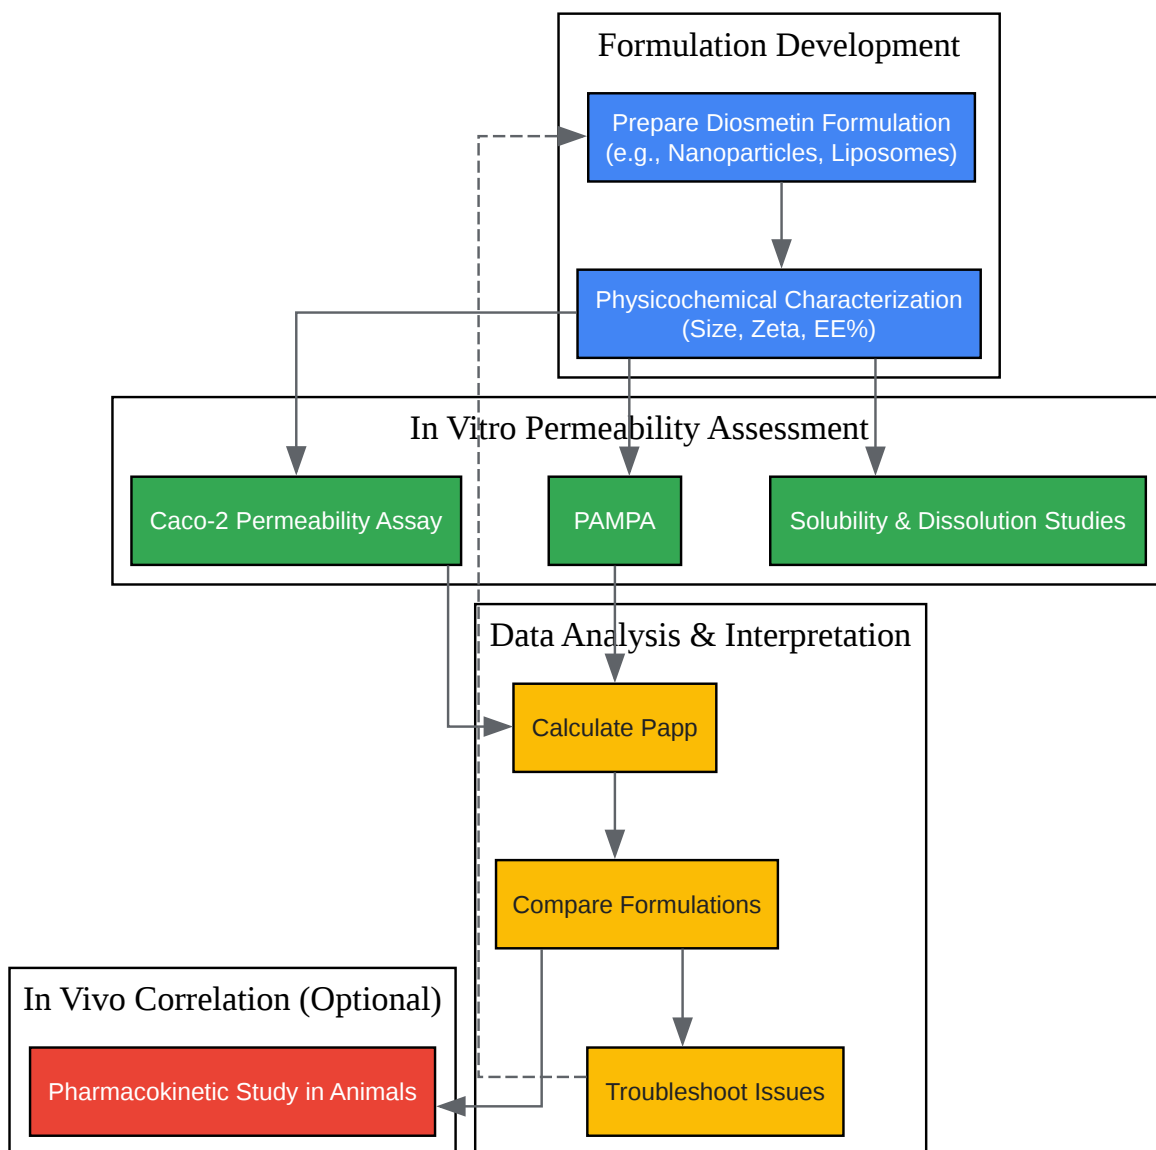 Formulation Development
Prepare Diosmetin Formulation
(e.g., Nanoparticles, Liposomes)
Physicochemical Characterization
(Size, Zeta, EE%)
In Vitro Permeability Assessment
Caco-2 Permeability Assay
PAMPA
Solubility & Dissolution Studies
Data Analysis & Interpretation
Calculate Papp
Compare Formulations
In Vivo Correlation (Optional)
Pharmacokinetic Study in Animals
Troubleshoot Issues